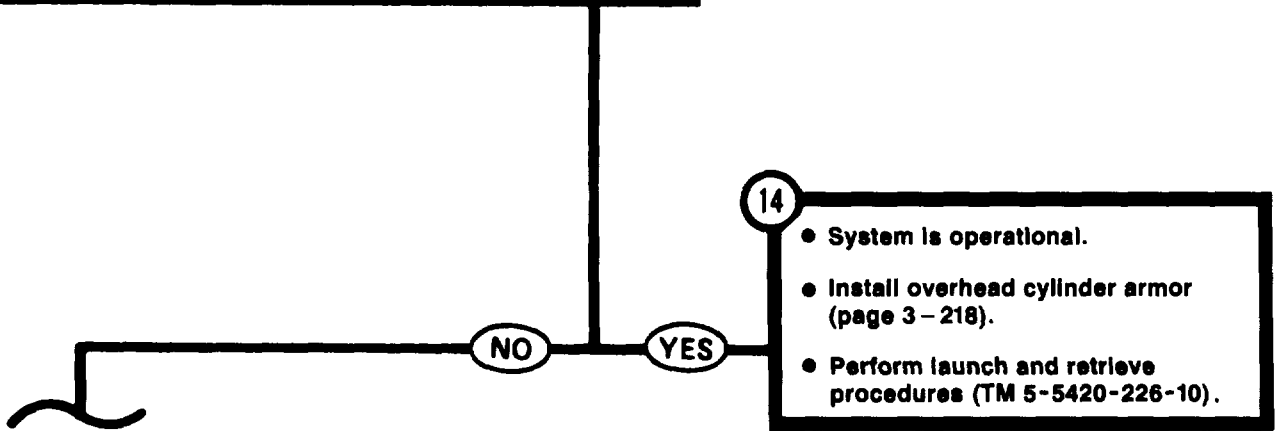 14
● System is operational.
● Install overhead cylinder armor
(page 3-218).
NO
YES
● Perform launch and retrieve
procedures (TM 5-5420-226-10).